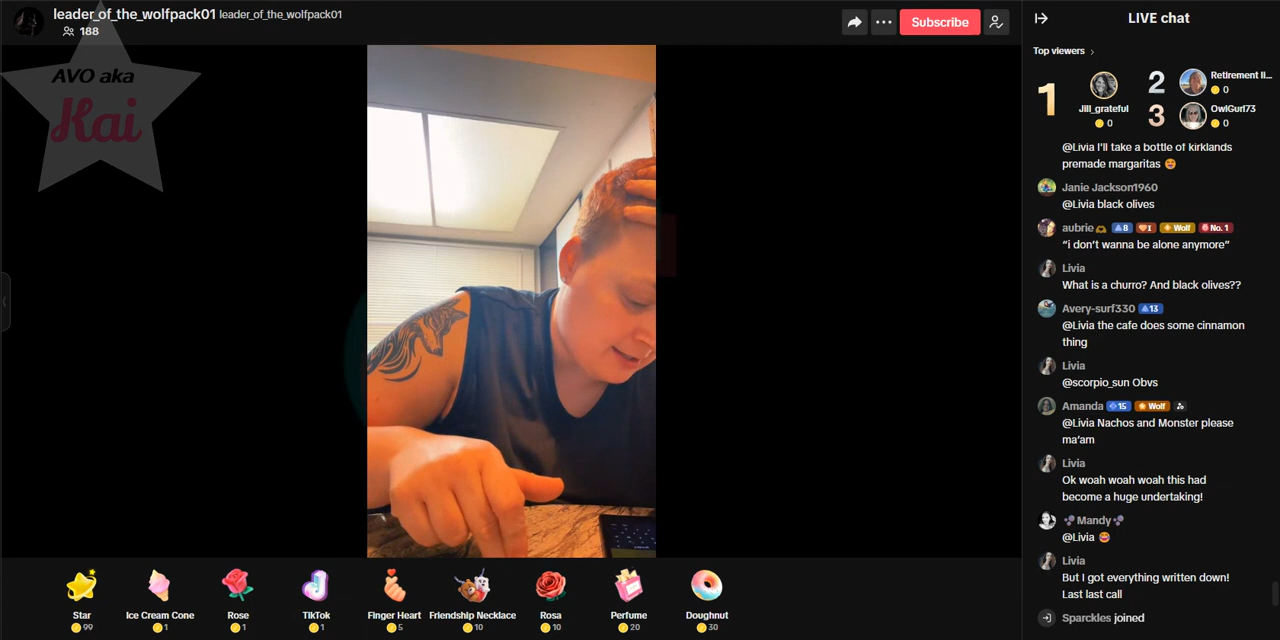 leader_of_the_wolfpack01 leader_of_the_wolfpack01
188
Subscribe
AVO aka
Kai
LIVE chat
Top viewers
1
Jill_grateful
0
2
Retirement li...
0
3
OwlGurl73
0
@Livia I'll take a bottle of kirklands
premade margaritas 🥰
Janie Jackson1960
@Livia black olives
aubrie 8 I Wolf No. 1
"i don't wanna be alone anymore"
Livia
What is a churro? And black olives??
Avery-surf330 13
@Livia the cafe does some cinnamon
thing
Livia
@scorpio_sun Obvs
Amanda 15 Wolf
@Livia Nachos and Monster please
ma'am
Livia
Ok woah woah woah this had
become a huge undertaking!
Mandy
@Livia 🤩
Livia
But I got everything written down!
Last last call
Sparckles joined
Star
99
Ice Cream Cone
1
Rose
1
TikTok
1
Finger Heart
5
Friendship Necklace
10
Rosa
10
Perfume
20
Doughnut
30